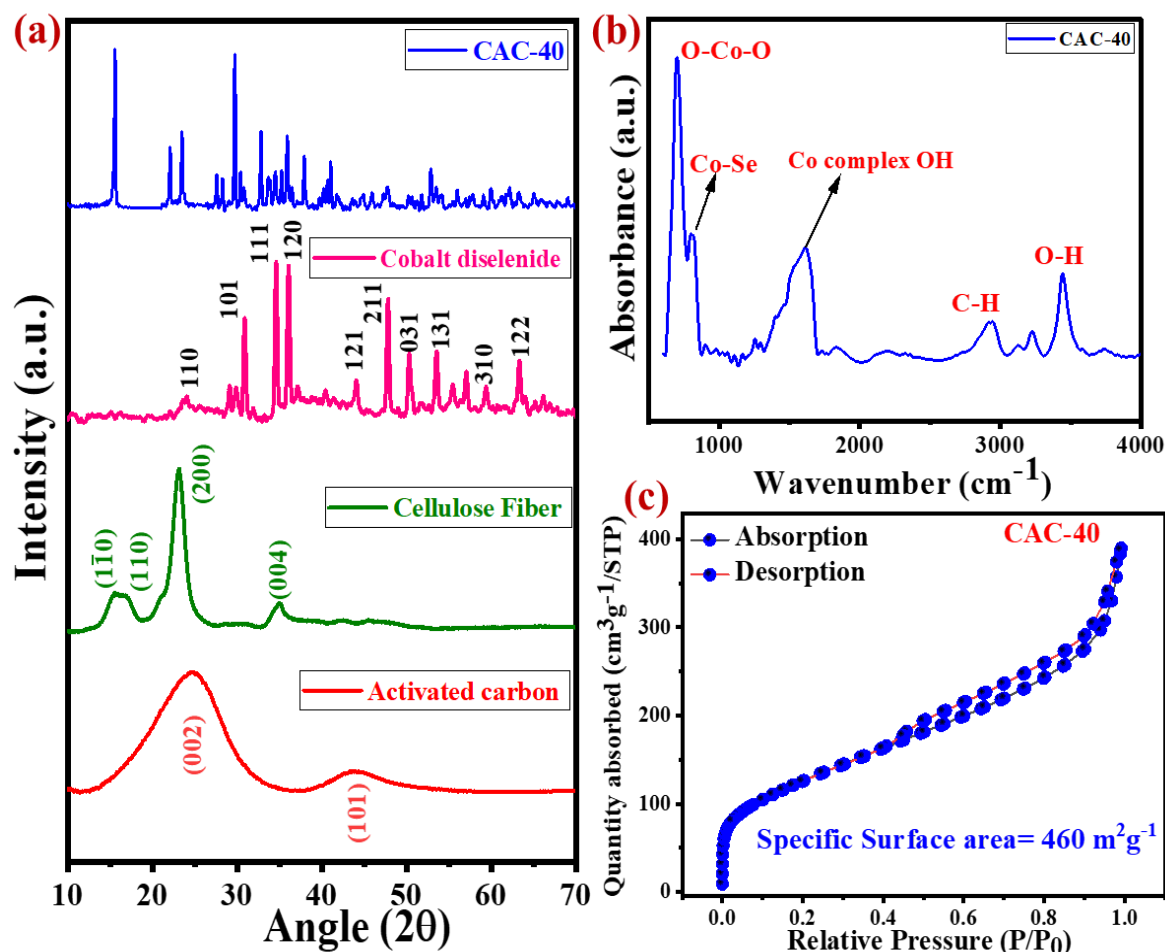 (a)
CAC-40
111
120
Cobalt diselenide
101
110
121
211
031
131
310
122
(200)
Cellulose Fiber
(11̅0)
(110)
(004)
Activated carbon
(002)
(101)
Intensity (a.u.)
10 20 30 40 50 60 70
Angle (2θ)
(b)
CAC-40
O-Co-O
Co-Se
Co complex OH
C-H
O-H
Absorbance (a.u.)
1000 2000 3000 4000
Wavenumber (cm⁻¹)
(c)
Absorption
Desorption
CAC-40
Specific Surface area= 460 m²g⁻¹
Quantity absorbed (cm³g⁻¹/STP)
400
300
200
100
0
0.0 0.2 0.4 0.6 0.8 1.0
Relative Pressure (P/P₀)